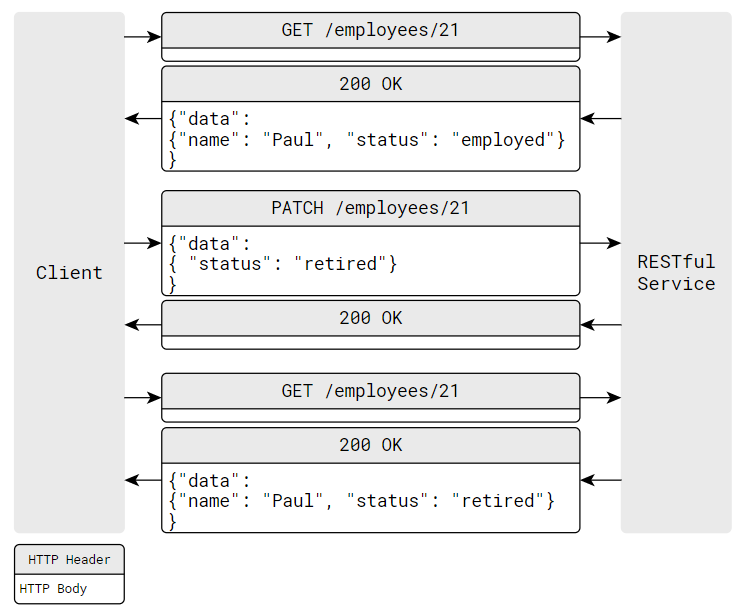 GET /employees/21
200 OK
{"data":
{"name": "Paul", "status": "employed"}
}
PATCH /employees/21
{"data":
{ "status": "retired"}
}
Client
RESTful
Service
200 OK
GET /employees/21
200 OK
{"data":
{"name": "Paul", "status": "retired"}
}
HTTP Header
HTTP Body